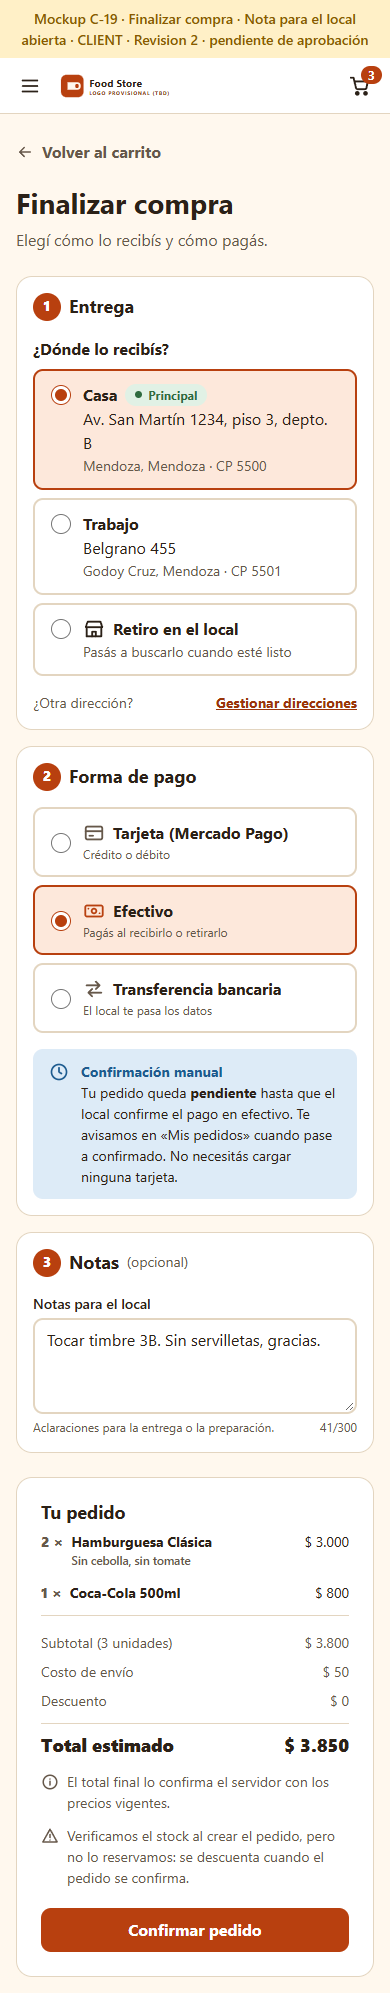 Mockup C-19 · Finalizar compra · Nota para el local
abierta · CLIENT · Revision 2 · pendiente de aprobación
Food Store
LOGO PROVISIONAL (TBD)
3
← Volver al carrito
Finalizar compra
Elegí cómo lo recibís y cómo pagás.
1 Entrega
¿Dónde lo recibís?
Casa • Principal
Av. San Martín 1234, piso 3, depto.
B
Mendoza, Mendoza · CP 5500
Trabajo
Belgrano 455
Godoy Cruz, Mendoza · CP 5501
Retiro en el local
Pasás a buscarlo cuando esté listo
¿Otra dirección? Gestionar direcciones
2 Forma de pago
Tarjeta (Mercado Pago)
Crédito o débito
Efectivo
Pagás al recibirlo o retirarlo
Transferencia bancaria
El local te pasa los datos
Confirmación manual
Tu pedido queda pendiente hasta que el
local confirme el pago en efectivo. Te
avisamos en «Mis pedidos» cuando pase
a confirmado. No necesitás cargar
ninguna tarjeta.
3 Notas (opcional)
Notas para el local
Tocar timbre 3B. Sin servilletas, gracias.
Aclaraciones para la entrega o la preparación. 41/300
Tu pedido
2 × Hamburguesa Clásica $ 3.000
Sin cebolla, sin tomate
1 × Coca-Cola 500ml $ 800
Subtotal (3 unidades) $ 3.800
Costo de envío $ 50
Descuento $ 0
Total estimado $ 3.850
El total final lo confirma el servidor con los
precios vigentes.
Verificamos el stock al crear el pedido, pero
no lo reservamos: se descuenta cuando el
pedido se confirma.
Confirmar pedido